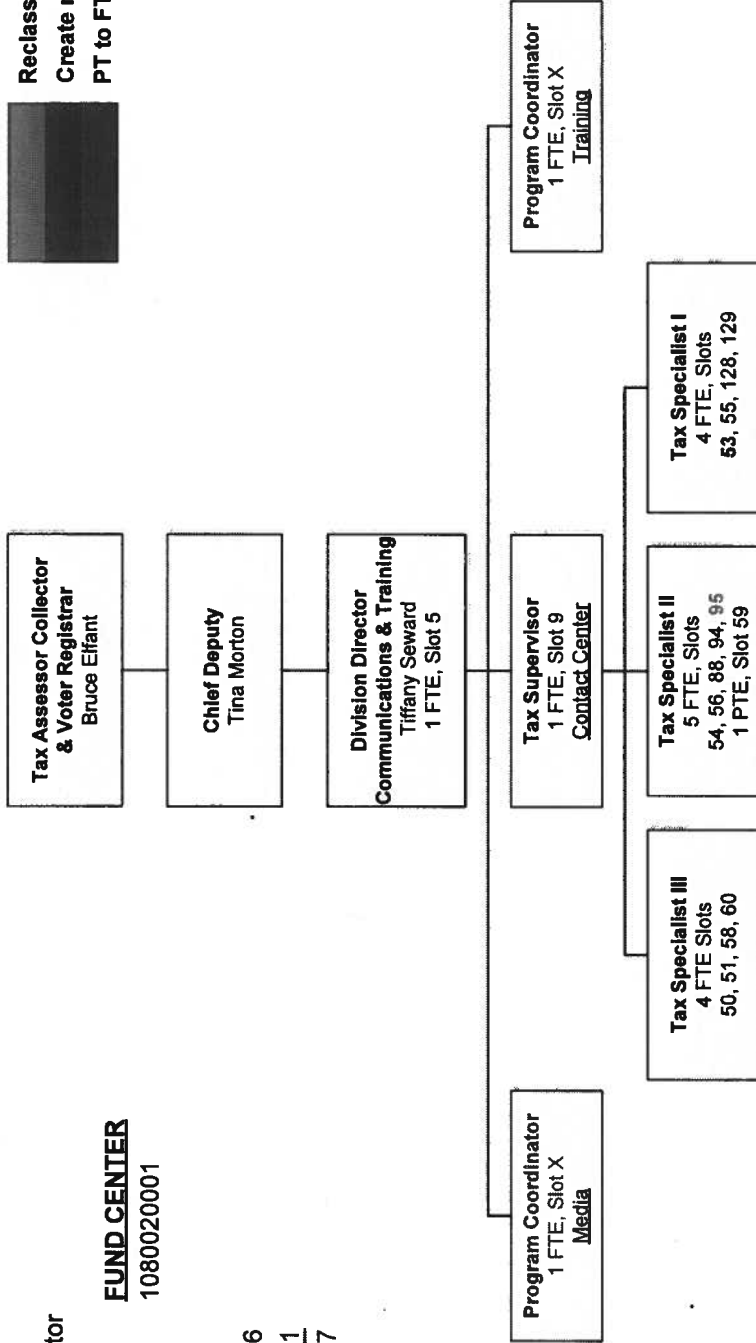 Reclass
Create
PT to FT
tor
FUND CENTER
1080020001
6
1
7
Tax Assessor Collector
& Voter Registrar
Bruce Elfant
Chief Deputy
Tina Morton
Division Director
Communications & Training
Tiffany Seward
1 FTE, Slot 5
Program Coordinator
1 FTE, Slot X
Media
Tax Supervisor
1 FTE, Slot 9
Contact Center
Program Coordinator
1 FTE, Slot X
Training
Tax Specialist III
4 FTE Slots
50, 51, 58, 60
Tax Specialist II
5 FTE, Slots
54, 56, 88, 94, 95
1 PTE, Slot 59
Tax Specialist I
4 FTE, Slots
53, 55, 128, 129